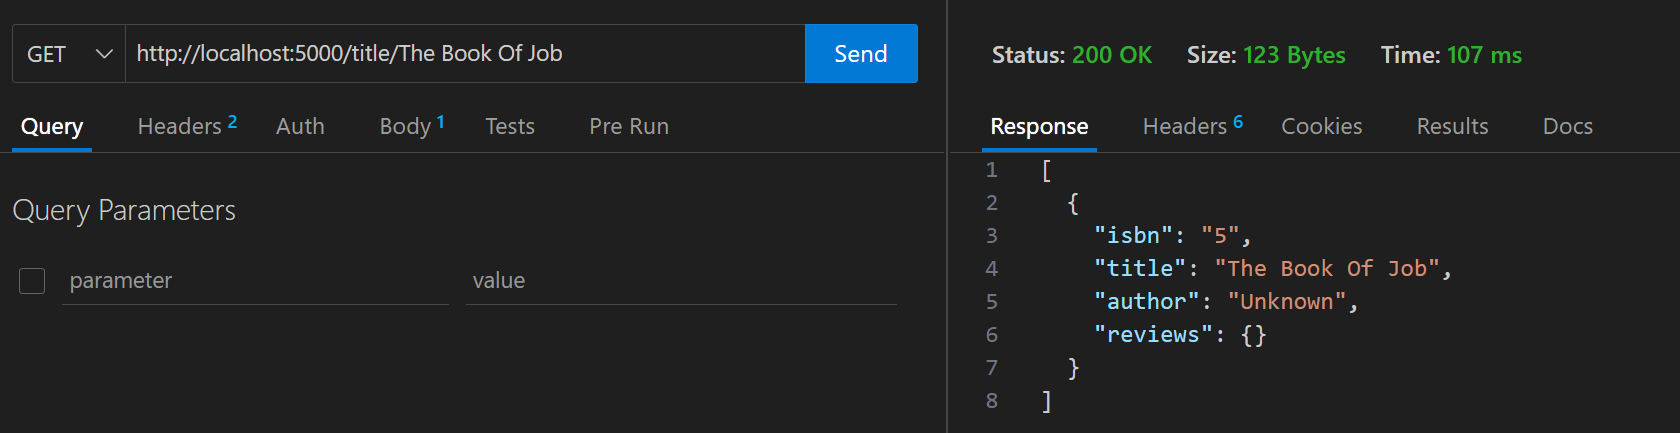 GET http://localhost:5000/title/The Book Of Job Send
Query Headers 2 Auth Body 1 Tests Pre Run
Query Parameters
parameter value
Status: 200 OK Size: 123 Bytes Time: 107 ms
Response Headers 6 Cookies Results Docs
1 [
2 {
3 "isbn": "5",
4 "title": "The Book Of Job",
5 "author": "Unknown",
6 "reviews": {}
7 }
8 ]